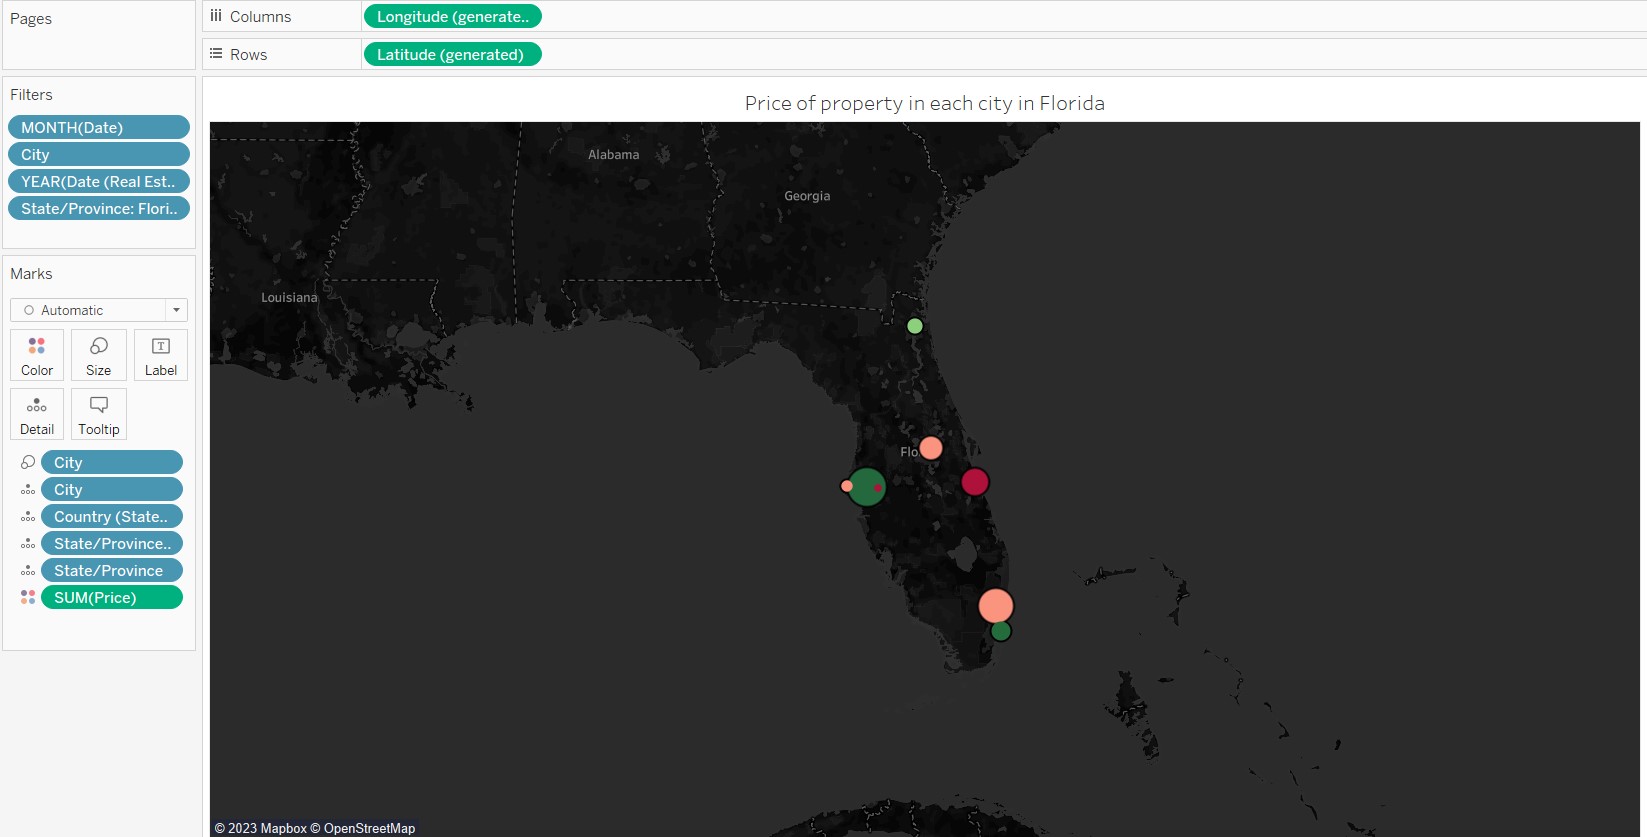 Pages
Columns
Longitude (generate..
Rows
Latitude (generated)
Filters
MONTH(Date)
City
YEAR(Date (Real Est..
State/Province: Flori..
Marks
Automatic
Color
Size
T
Label
Detail
Tooltip
City
City
Country (State..
State/Province..
State/Province
SUM(Price)
Price of property in each city in Florida
Alabama
Georgia
Louisiana
Flo
© 2023 Mapbox © OpenStreetMap